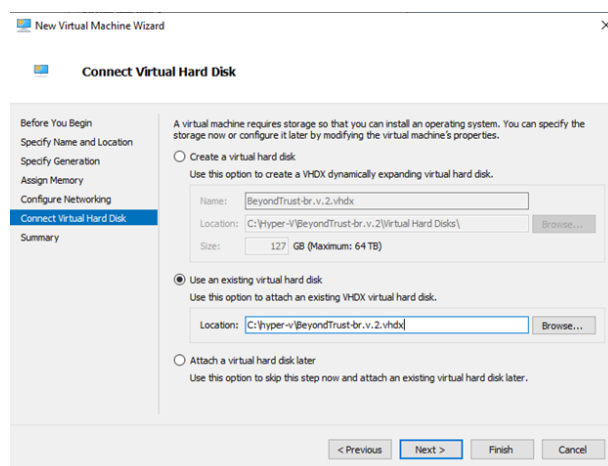 New Virtual Machine Wizard
Connect Virtual Hard Disk
Before You Begin
Specify Name and Location
Specify Generation
Assign Memory
Configure Networking
Connect Virtual Hard Disk
Summary
A virtual machine requires storage so that you can install an operating system. You can specify the
storage now or configure it later by modifying the virtual machine's properties.
Create a virtual hard disk
Use this option to create a VHDX dynamically expanding virtual hard disk.
Name: BeyondTrust-br.v.2.vhdx
Location: C:\Hyper-V\BeyondTrust-br.v.2\Virtual Hard Disks\ Browse...
Size: 127 GB (Maximum: 64 TB)
Use an existing virtual hard disk
Use this option to attach an existing VHDX virtual hard disk.
Location: C:\hyper-v\BeyondTrust-br.v.2.vhdx Browse...
Attach a virtual hard disk later
Use this option to skip this step now and attach an existing virtual hard disk later.
< Previous Next > Finish Cancel